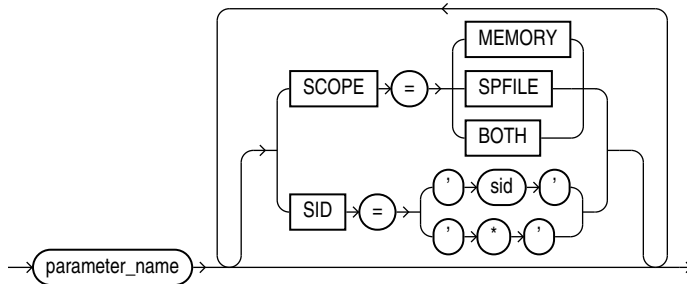 MEMORY
SCOPE = SPFILE
BOTH
' sid '
SID =
' * '
parameter_name